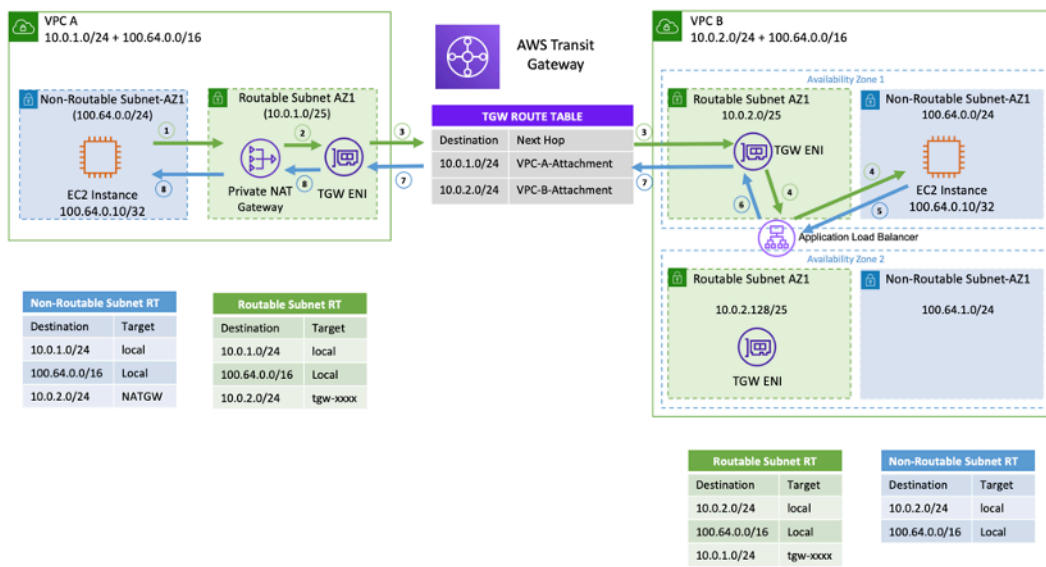 VPC A
10.0.1.0/24 + 100.64.0.0/16
Non-Routable Subnet-AZ1
(100.64.0.0/24)
EC2 Instance
100.64.0.10/32
Routable Subnet AZ1
(10.0.1.0/25)
Private NAT
Gateway
TGW ENI
1
2
3
8
8
7
AWS Transit
Gateway
TGW ROUTE TABLE
Destination Next Hop
10.0.1.0/24 VPC-A-Attachment
10.0.2.0/24 VPC-B-Attachment
3
7
VPC B
10.0.2.0/24 + 100.64.0.0/16
Availability Zone 1
Routable Subnet AZ1
10.0.2.0/25
TGW ENI
Non-Routable Subnet-AZ1
100.64.0.0/24
EC2 Instance
100.64.0.10/32
4
4
6
5
Application Load Balancer
Availability Zone 2
Routable Subnet AZ1
10.0.2.128/25
TGW ENI
Non-Routable Subnet-AZ1
100.64.1.0/24
Non-Routable Subnet RT
Destination Target
10.0.1.0/24 local
100.64.0.0/16 Local
10.0.2.0/24 NATGW
Routable Subnet RT
Destination Target
10.0.1.0/24 local
100.64.0.0/16 Local
10.0.2.0/24 tgw-xxxx
Routable Subnet RT
Destination Target
10.0.2.0/24 local
100.64.0.0/16 Local
10.0.1.0/24 tgw-xxxx
Non-Routable Subnet RT
Destination Target
10.0.2.0/24 local
100.64.0.0/16 Local